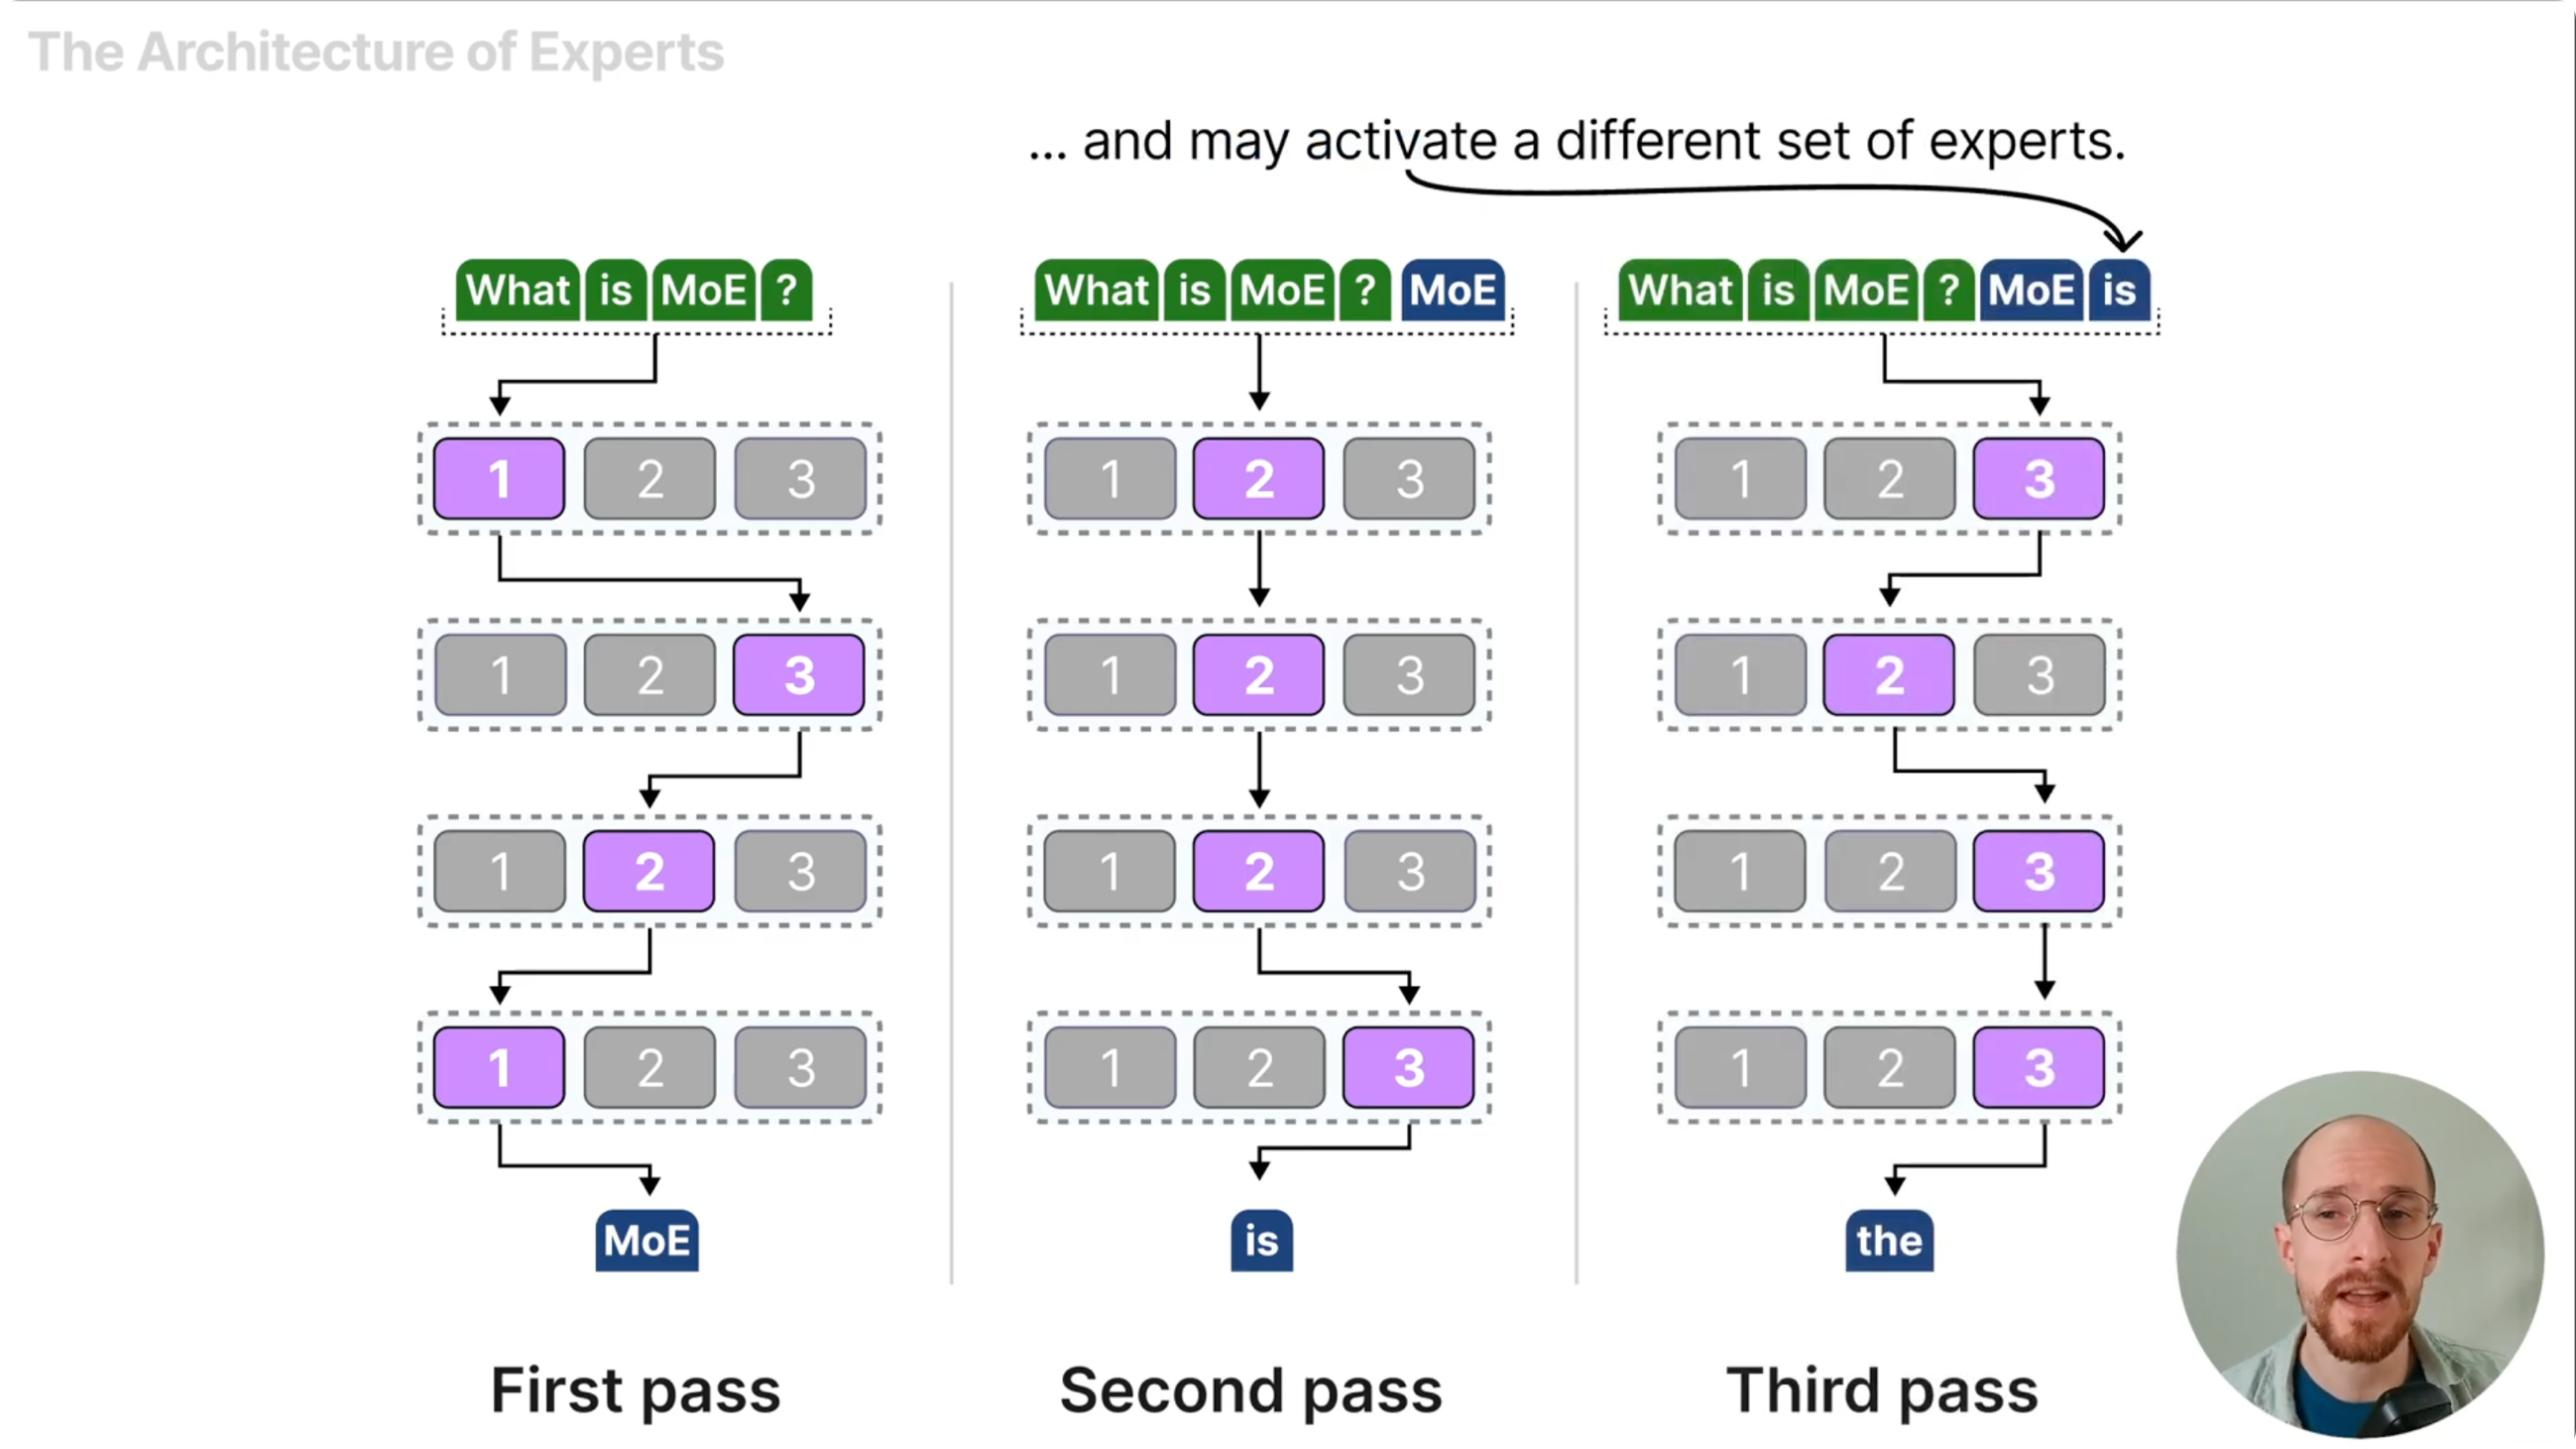 The Architecture of Experts
... and may activate a different set of experts.
What is MoE ?
What is MoE ? MoE
What is MoE ? MoE is
1 2 3
1 2 3
1 2 3
1 2 3
1 2 3
1 2 3
1 2 3
1 2 3
1 2 3
1 2 3
1 2 3
1 2 3
MoE
is
the
First pass
Second pass
Third pass